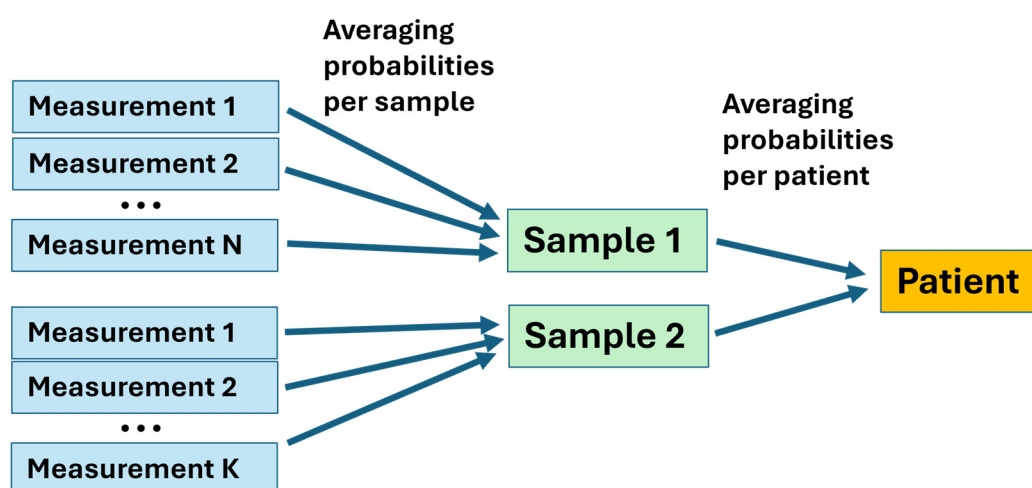 Averaging
probabilities
per sample
Measurement 1
Measurement 2
...
Measurement N
Measurement 1
Measurement 2
...
Measurement K
Averaging
probabilities
per patient
Sample 1
Sample 2
Patient